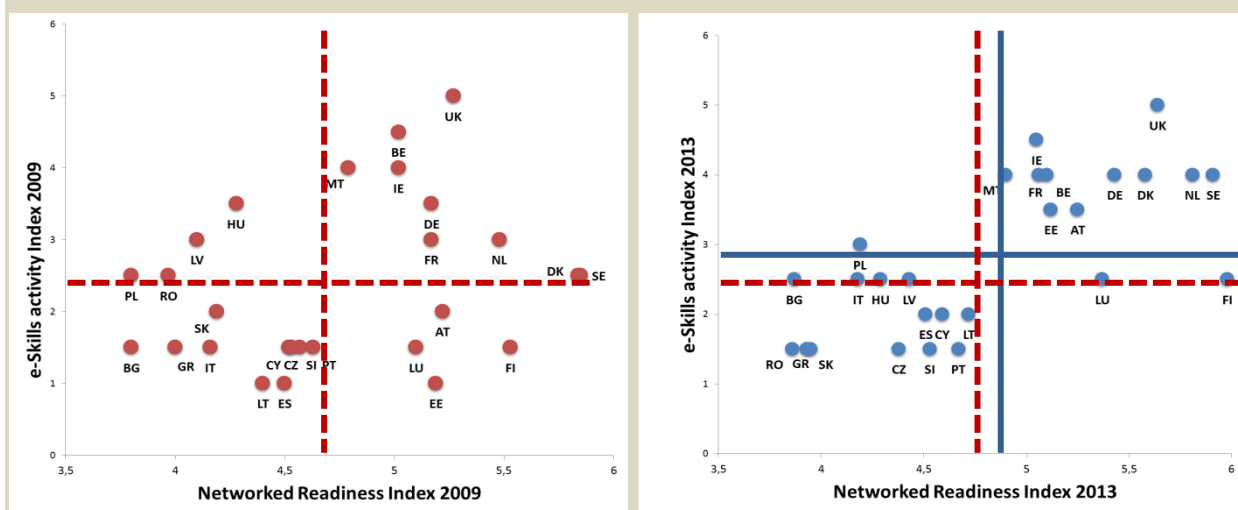 6
5
4
3
2
1
0
e-Skills activity Index 2009
UK
BE
MT
IE
HU
DE
LV
FR
NL
DK
SE
PL
RO
SK
AT
BG
GR
IT
CY
CZ
SI
PT
LU
FI
LT
ES
EE
3,5
4
4,5
5
5,5
6
Networked Readiness Index 2009
6
5
4
3
2
1
0
e-Skills activity Index 2013
UK
IE
MT
FR
BE
DE
DK
NL
SE
EE
AT
PL
BG
IT
HU
LV
LU
FI
ES
CY
LT
RO
GR
SK
CZ
SI
PT
3,5
4
4,5
5
5,5
6
Networked Readiness Index 2013